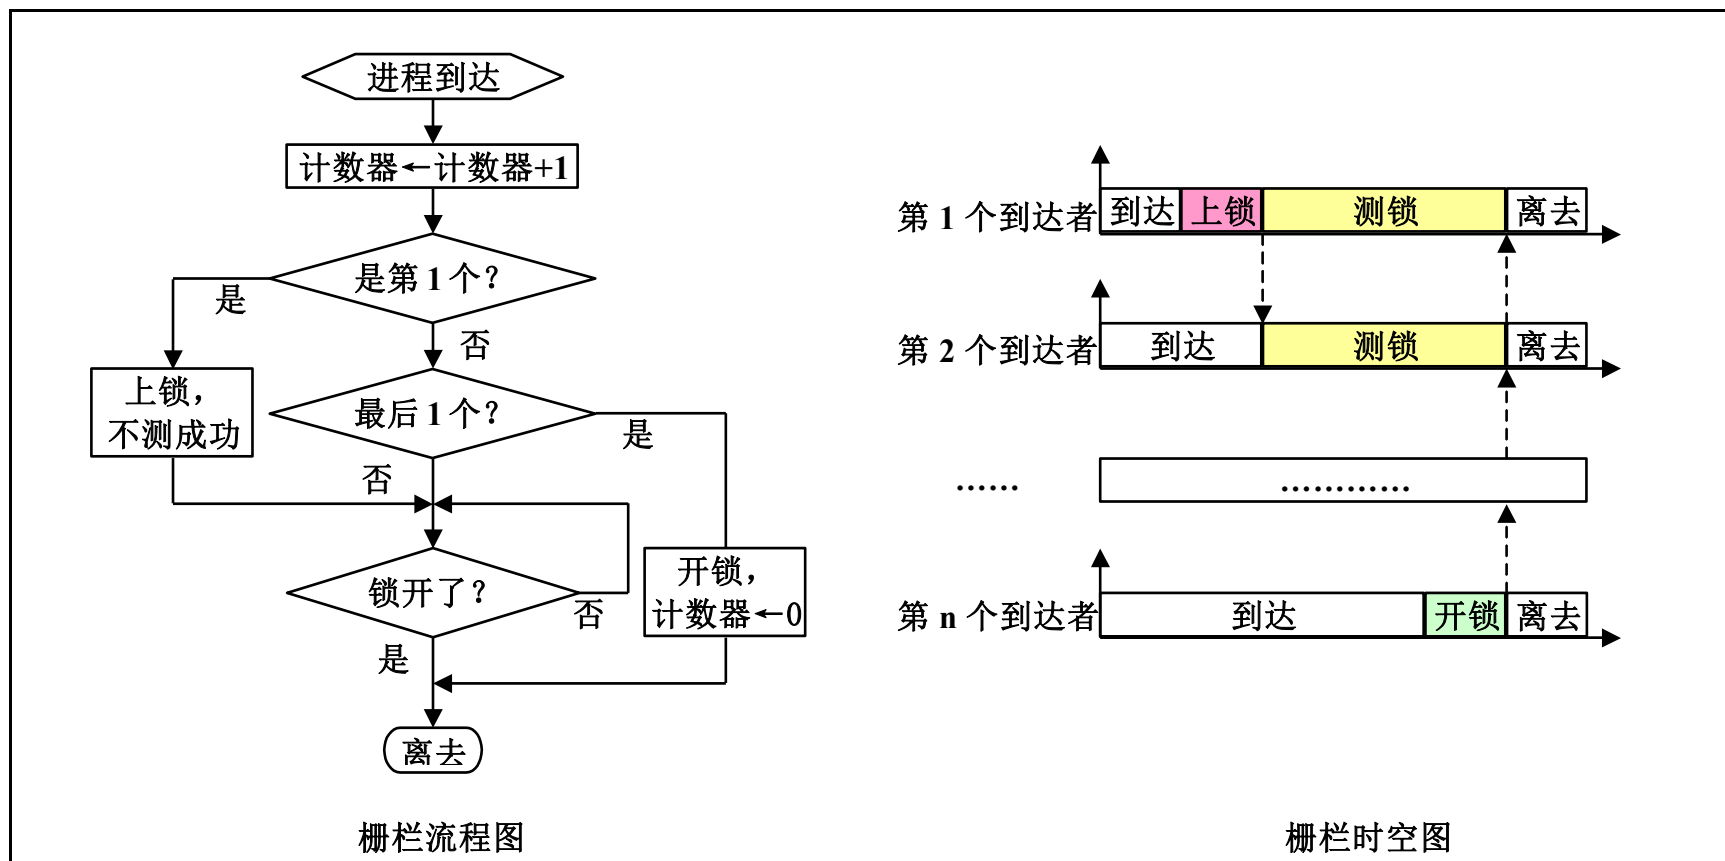 进程到达
计数器←计数器+1
是第 1 个？
是
否
上锁，
不测成功
最后 1 个？
是
否
锁开了？
否
开锁，
计数器←0
是
离去
栅栏流程图
第 1 个到达者 到达 上锁 测锁 离去
第 2 个到达者 到达 测锁 离去
…… …………
第 n 个到达者 到达 开锁 离去
栅栏时空图